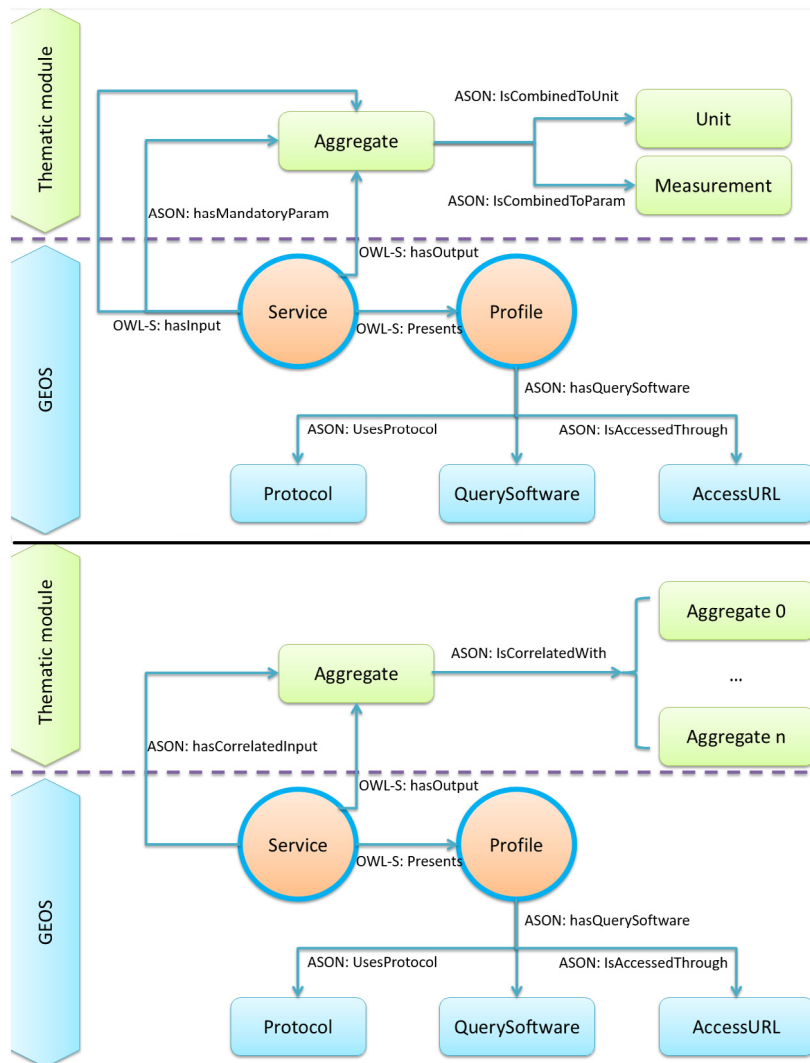 Thematic module
ASON: IsCombinedToUnit
Unit
Aggregate
Measurement
ASON: IsCombinedToParam
ASON: hasMandatoryParam
OWL-S: hasOutput
GEOS
Service
Profile
OWL-S: hasInput
OWL-S: Presents
ASON: hasQuerySoftware
ASON: UsesProtocol
ASON: IsAccessedThrough
Protocol
QuerySoftware
AccessURL
Thematic module
Aggregate 0
ASON: IsCorrelatedWith
Aggregate
...
Aggregate n
ASON: hasCorrelatedInput
OWL-S: hasOutput
GEOS
Service
Profile
OWL-S: Presents
ASON: hasQuerySoftware
ASON: UsesProtocol
ASON: IsAccessedThrough
Protocol
QuerySoftware
AccessURL